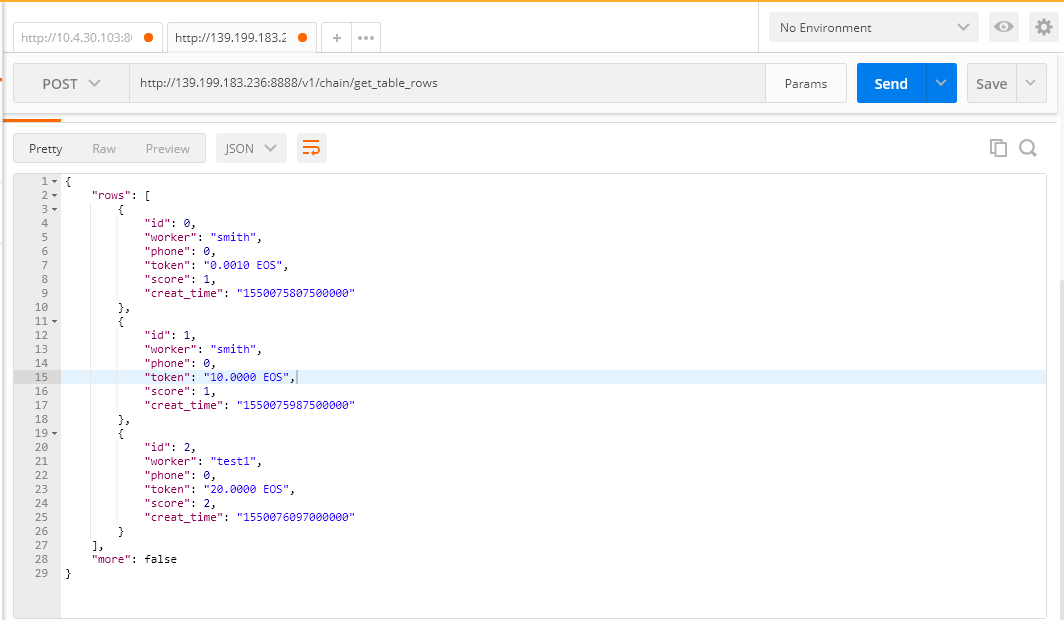 http://10.4.30.103:8 http://139.199.183.2 + ••• No Environment
POST http://139.199.183.236:8888/v1/chain/get_table_rows Params Send Save
Pretty Raw Preview JSON
1 {
2 "rows": [
3 {
4 "id": 0,
5 "worker": "smith",
6 "phone": 0,
7 "token": "0.0010 EOS",
8 "score": 1,
9 "creat_time": "1550075807500000"
10 },
11 {
12 "id": 1,
13 "worker": "smith",
14 "phone": 0,
15 "token": "10.0000 EOS",
16 "score": 1,
17 "creat_time": "1550075987500000"
18 },
19 {
20 "id": 2,
21 "worker": "test1",
22 "phone": 0,
23 "token": "20.0000 EOS",
24 "score": 2,
25 "creat_time": "1550076097000000"
26 }
27 ],
28 "more": false
29 }